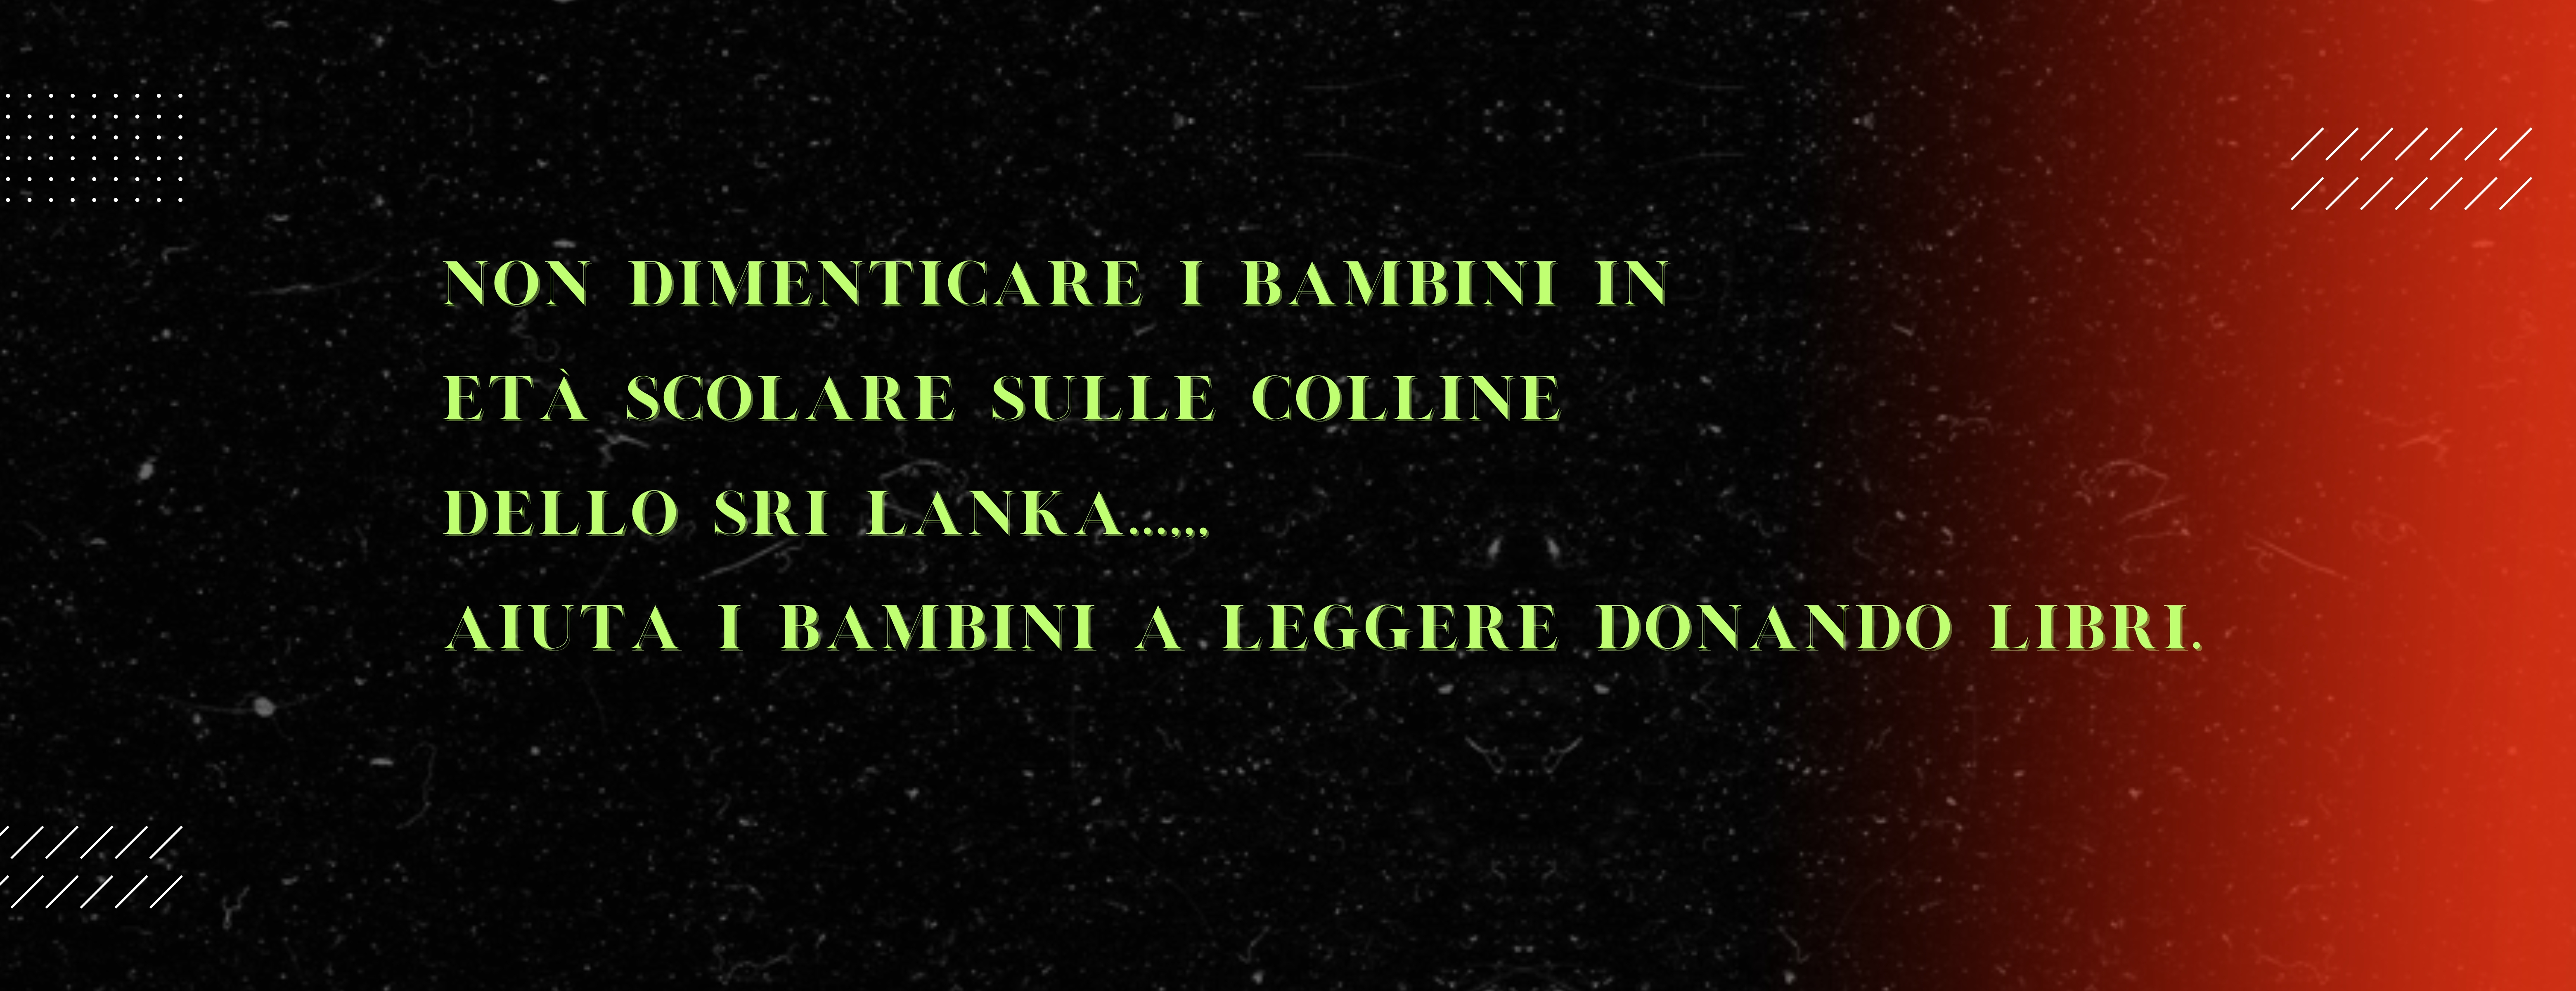 NON DIMENTICARE I BAMBINI IN
ETÀ SCOLARE SULLE COLLINE
DELLO SRI LANKA...,,,
AIUTA I BAMBINI A LEGGERE DONANDO LIBRI.